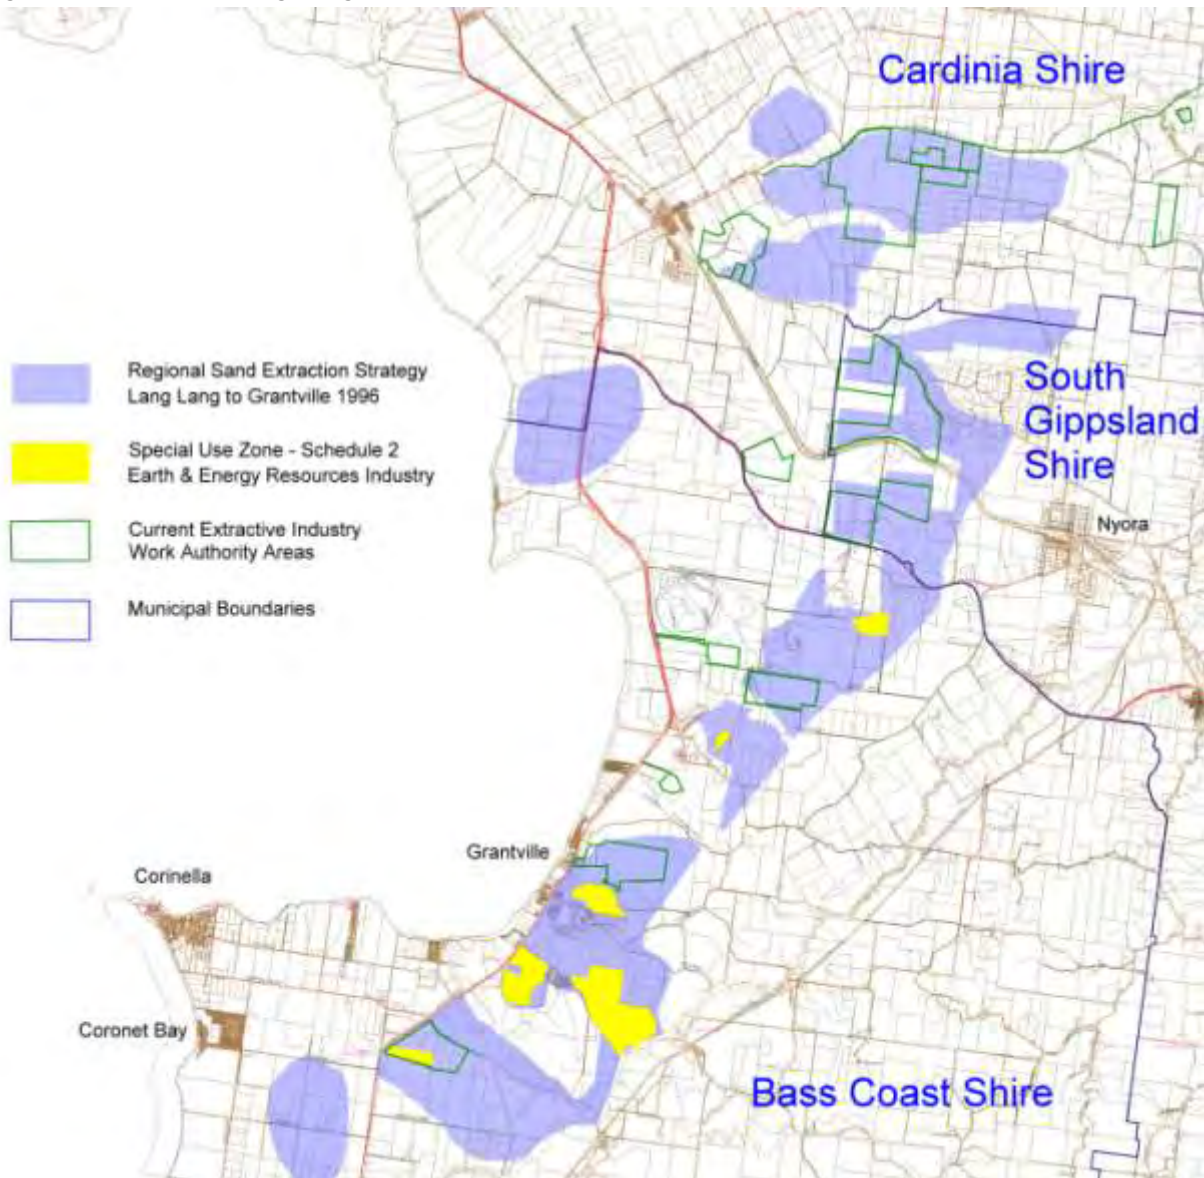 Cardinia Shire
Regional Sand Extraction Strategy
Lang Lang to Grantville 1996
South
Gippsland
Shire
Special Use Zone - Schedule 2
Earth & Energy Resources Industry
Current Extractive Industry
Work Authority Areas
Nyora
Municipal Boundaries
Grantville
Corinella
Coronet Bay
Bass Coast Shire